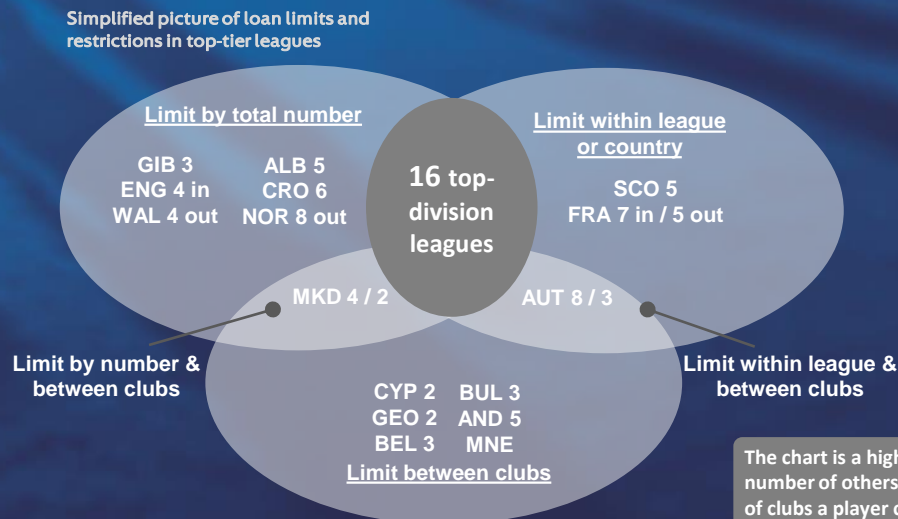 Simplified picture of loan limits and
restrictions in top-tier leagues
Limit by total number
GIB 3 ALB 5
ENG 4 in CRO 6
WAL 4 out NOR 8 out
16 top-
division
leagues
Limit within league
or country
SCO 5
FRA 7 in / 5 out
MKD 4 / 2
AUT 8 / 3
Limit by number &
between clubs
Limit within league &
between clubs
CYP 2 BUL 3
GEO 2 AND 5
BEL 3 MNE
Limit between clubs
The chart is a high
number of others
of clubs a player